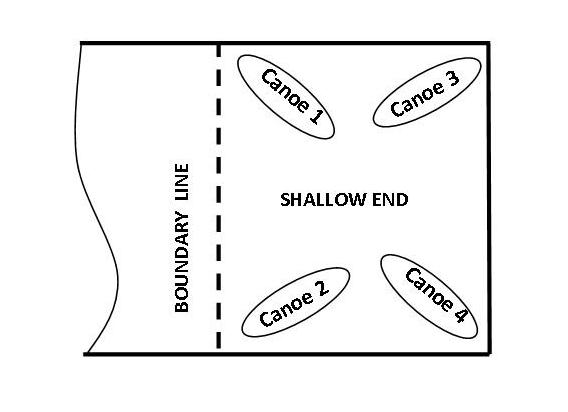 Canoe 1
Canoe 3
BOUNDARY LINE
SHALLOW END
Canoe 2
Canoe 4